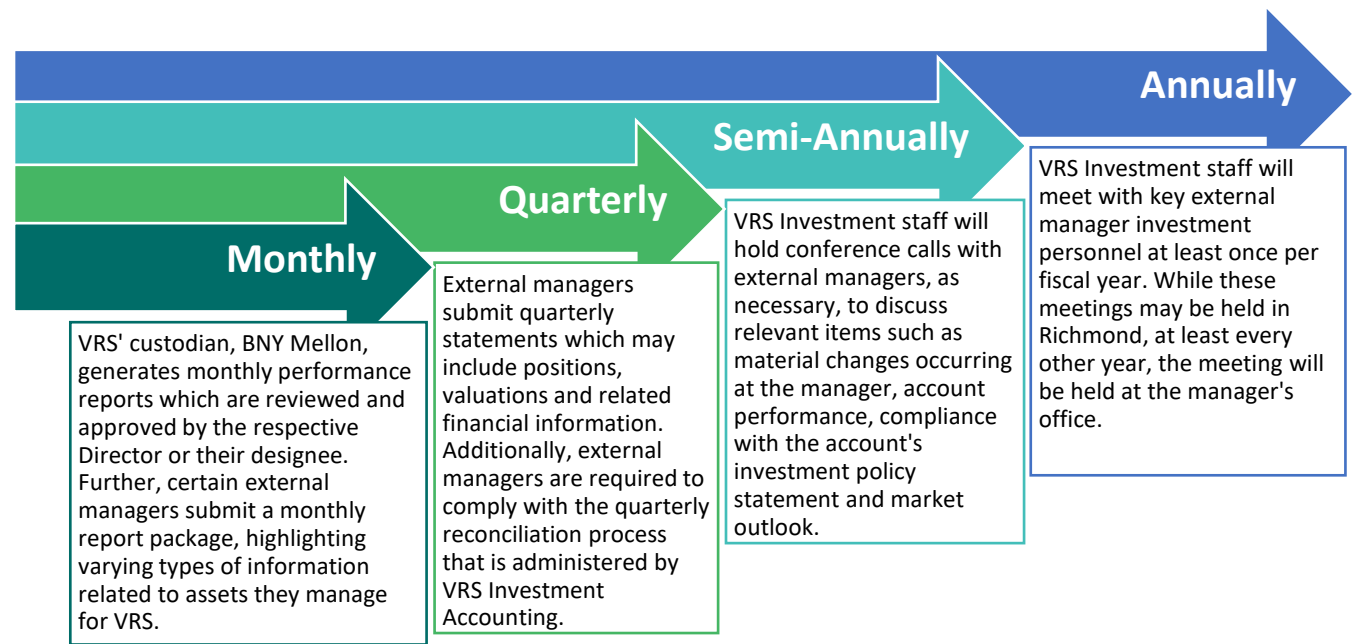 Monthly
VRS' custodian, BNY Mellon,
generates monthly performance
reports which are reviewed and
approved by the respective
Director or their designee.
Further, certain external
managers submit a monthly
report package, highlighting
varying types of information
related to assets they manage
for VRS.
Quarterly
External managers
submit quarterly
statements which may
include positions,
valuations and related
financial information.
Additionally, external
managers are required to
comply with the quarterly
reconciliation process
that is administered by
VRS Investment
Accounting.
Semi-Annually
VRS Investment staff will
hold conference calls with
external managers, as
necessary, to discuss
relevant items such as
material changes occurring
at the manager, account
performance, compliance
with the account's
investment policy
statement and market
outlook.
Annually
VRS Investment staff will
meet with key external
manager investment
personnel at least once per
fiscal year. While these
meetings may be held in
Richmond, at least every
other year, the meeting will
be held at the manager's
office.